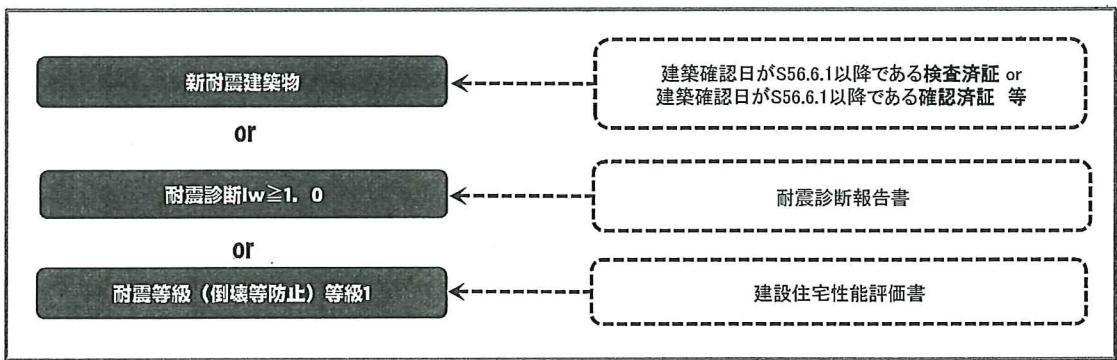 新耐震建築物
建築確認日がS56.6.1以降である検査済証 or
建築確認日がS56.6.1以降である確認済証 等
or
耐震診断Iw≧1.0
耐震診断報告書
or
耐震等級（倒壊等防止）等級1
建設住宅性能評価書